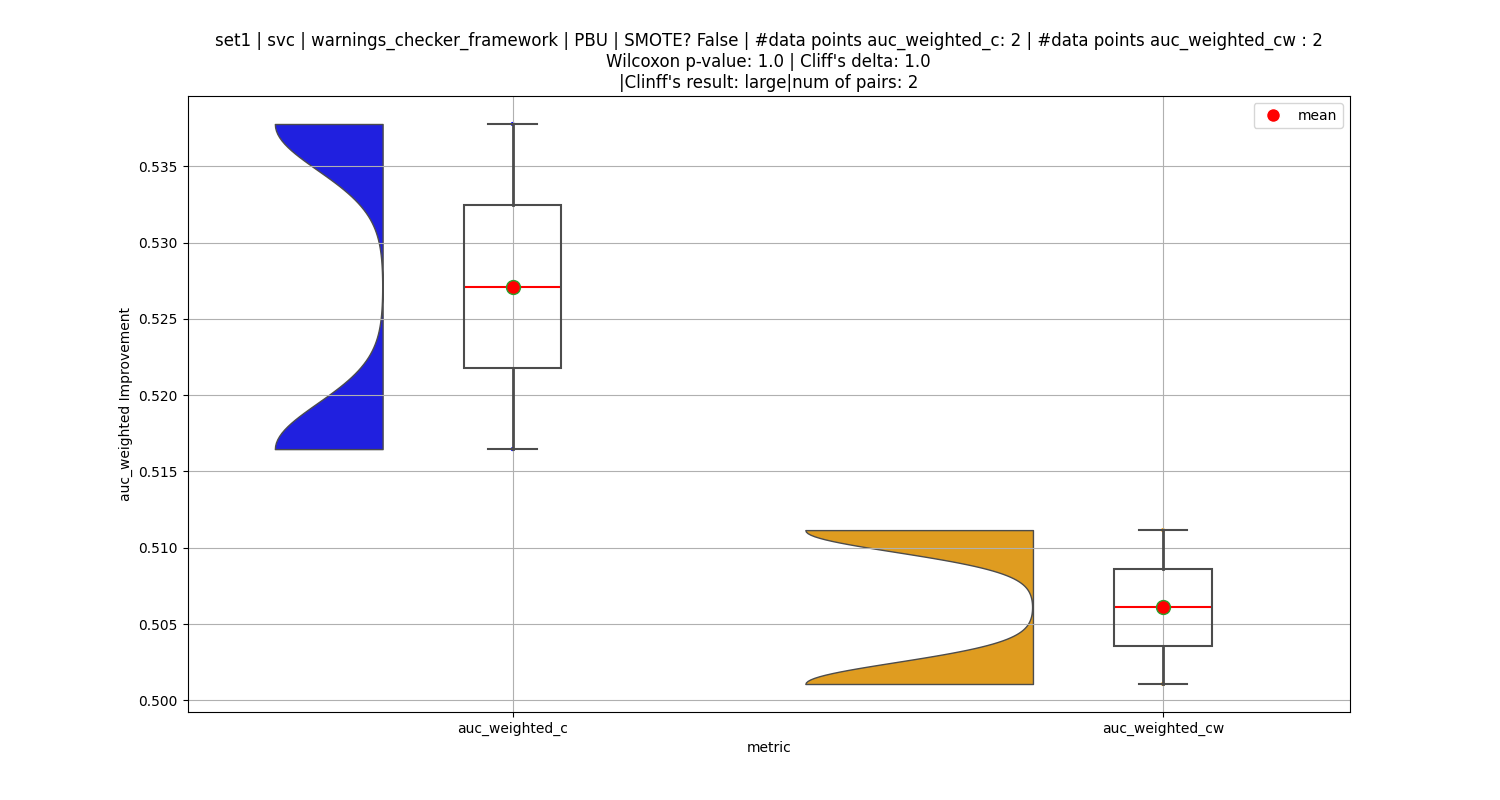 set1 | svc | warnings_checker_framework | PBU | SMOTE? False | #data points auc_weighted_c: 2 | #data points auc_weighted_cw : 2
Wilcoxon p-value: 1.0 | Cliff's delta: 1.0
|Clinff's result: large|num of pairs: 2
mean
0.535
0.530
0.525
0.520
0.515
0.510
0.505
0.500
auc_weighted Improvement
auc_weighted_c
auc_weighted_cw
metric